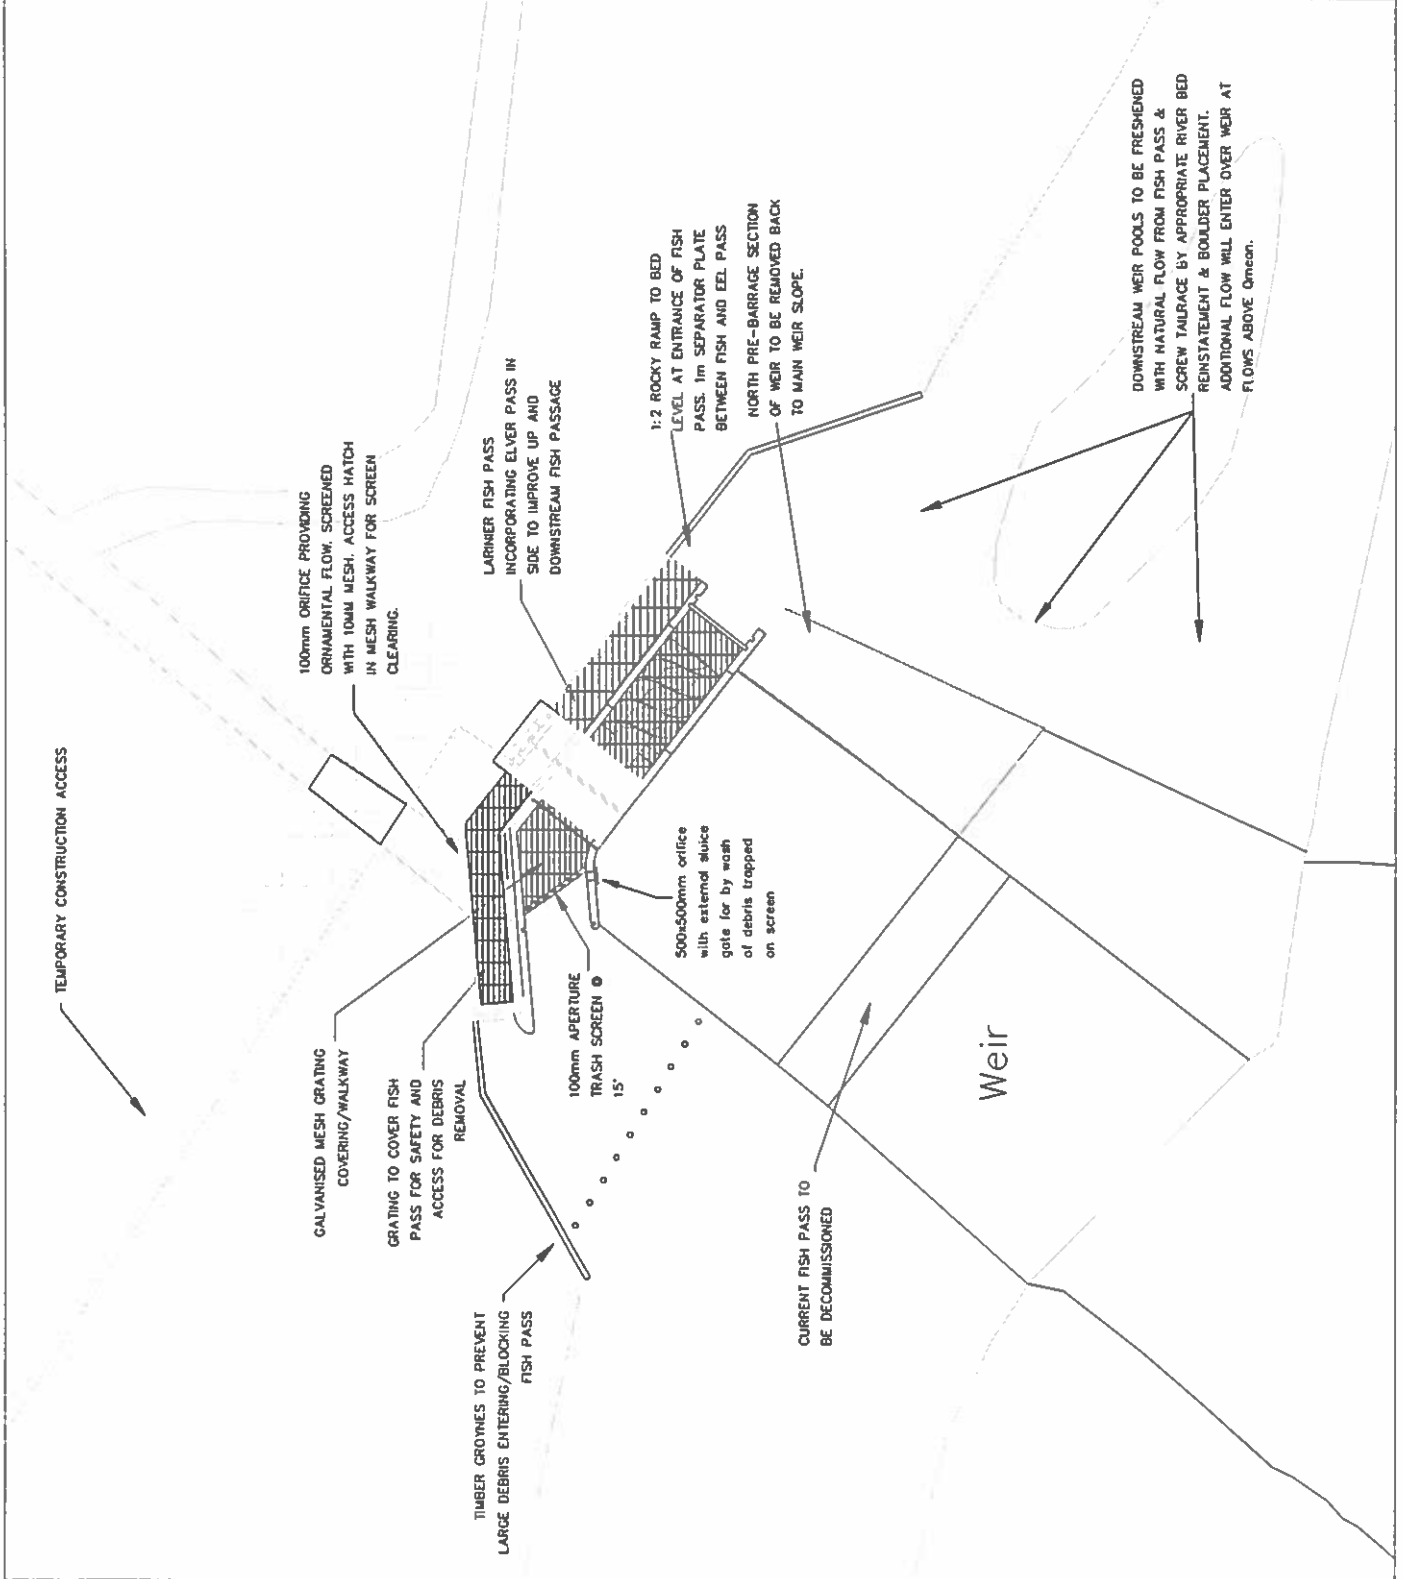 TEMPORARY CONSTRUCTION ACCESS
100mm ORIFICE PROVIDING
ORNAMENTAL FLOW, SCREENED
WITH 10MM MESH. ACCESS HATCH
IN MESH WALKWAY FOR SCREEN
CLEARING.
GALVANISED MESH GRATING
COVERING/WALKWAY
GRATING TO COVER FISH
PASS FOR SAFETY AND
ACCESS FOR DEBRIS
REMOVAL
LARINIER FISH PASS
INCORPORATING ELVER PASS IN
SIDE TO IMPROVE UP AND
DOWNSTREAM FISH PASSAGE
TIMBER GROYNES TO PREVENT
LARGE DEBRIS ENTERING/BLOCKING
FISH PASS
100mm APERTURE
TRASH SCREEN @
15°
500x500mm orifice
with external sluice
gate for by wash
of debris trapped
on screen
1:2 ROCKY RAMP TO BED
LEVEL AT ENTRANCE OF FISH
PASS. 1m SEPARATOR PLATE
BETWEEN FISH AND EEL PASS
NORTH PRE-BARRAGE SECTION
OF WEIR TO BE REMOVED BACK
TO MAIN WEIR SLOPE.
CURRENT FISH PASS TO
BE DECOMMISSIONED
Weir
DOWNSTREAM WEIR POOLS TO BE FRESHENED
WITH NATURAL FLOW FROM FISH PASS &
SCREW TAILRACE BY APPROPRIATE RIVER BED
REINSTATEMENT & BOULDER PLACEMENT.
ADDITIONAL FLOW WILL ENTER OVER WEIR AT
FLOWS ABOVE Qmean.